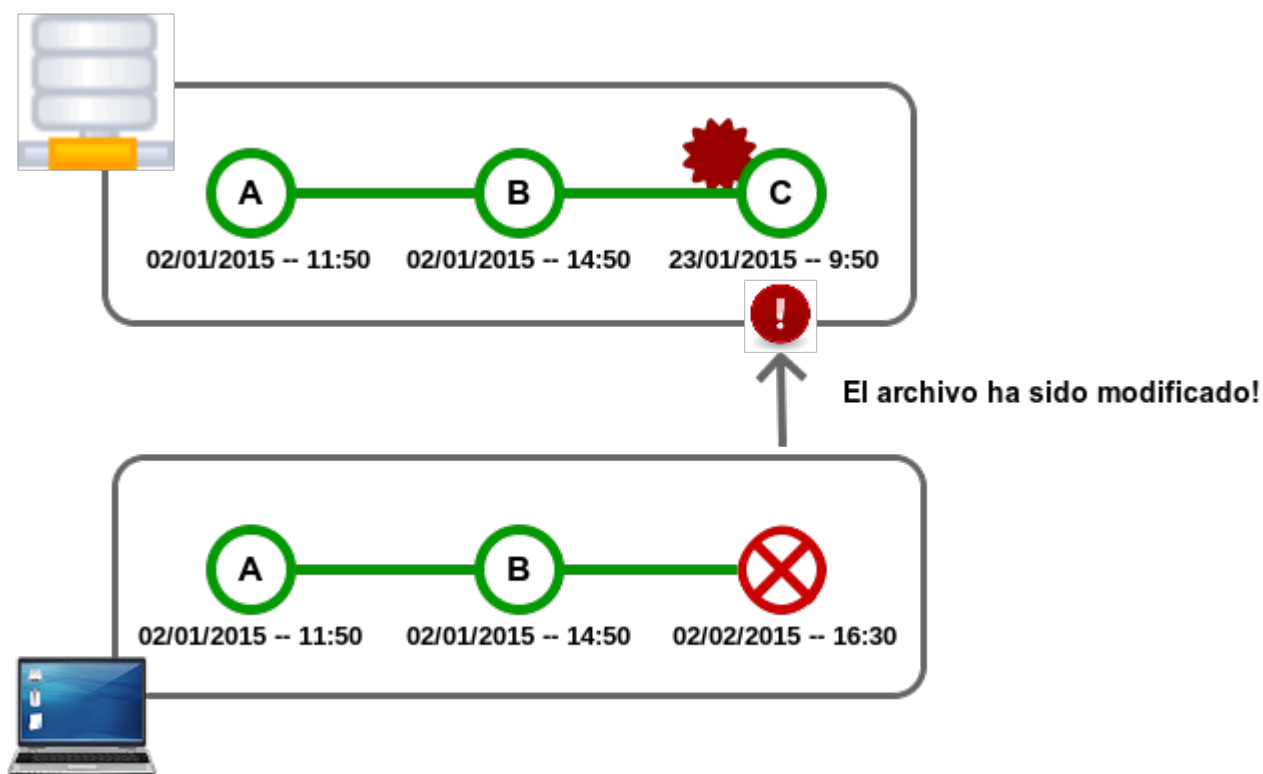 A B C
02/01/2015 -- 11:50 02/01/2015 -- 14:50 23/01/2015 -- 9:50
!
El archivo ha sido modificado!
A B
02/01/2015 -- 11:50 02/01/2015 -- 14:50 02/02/2015 -- 16:30